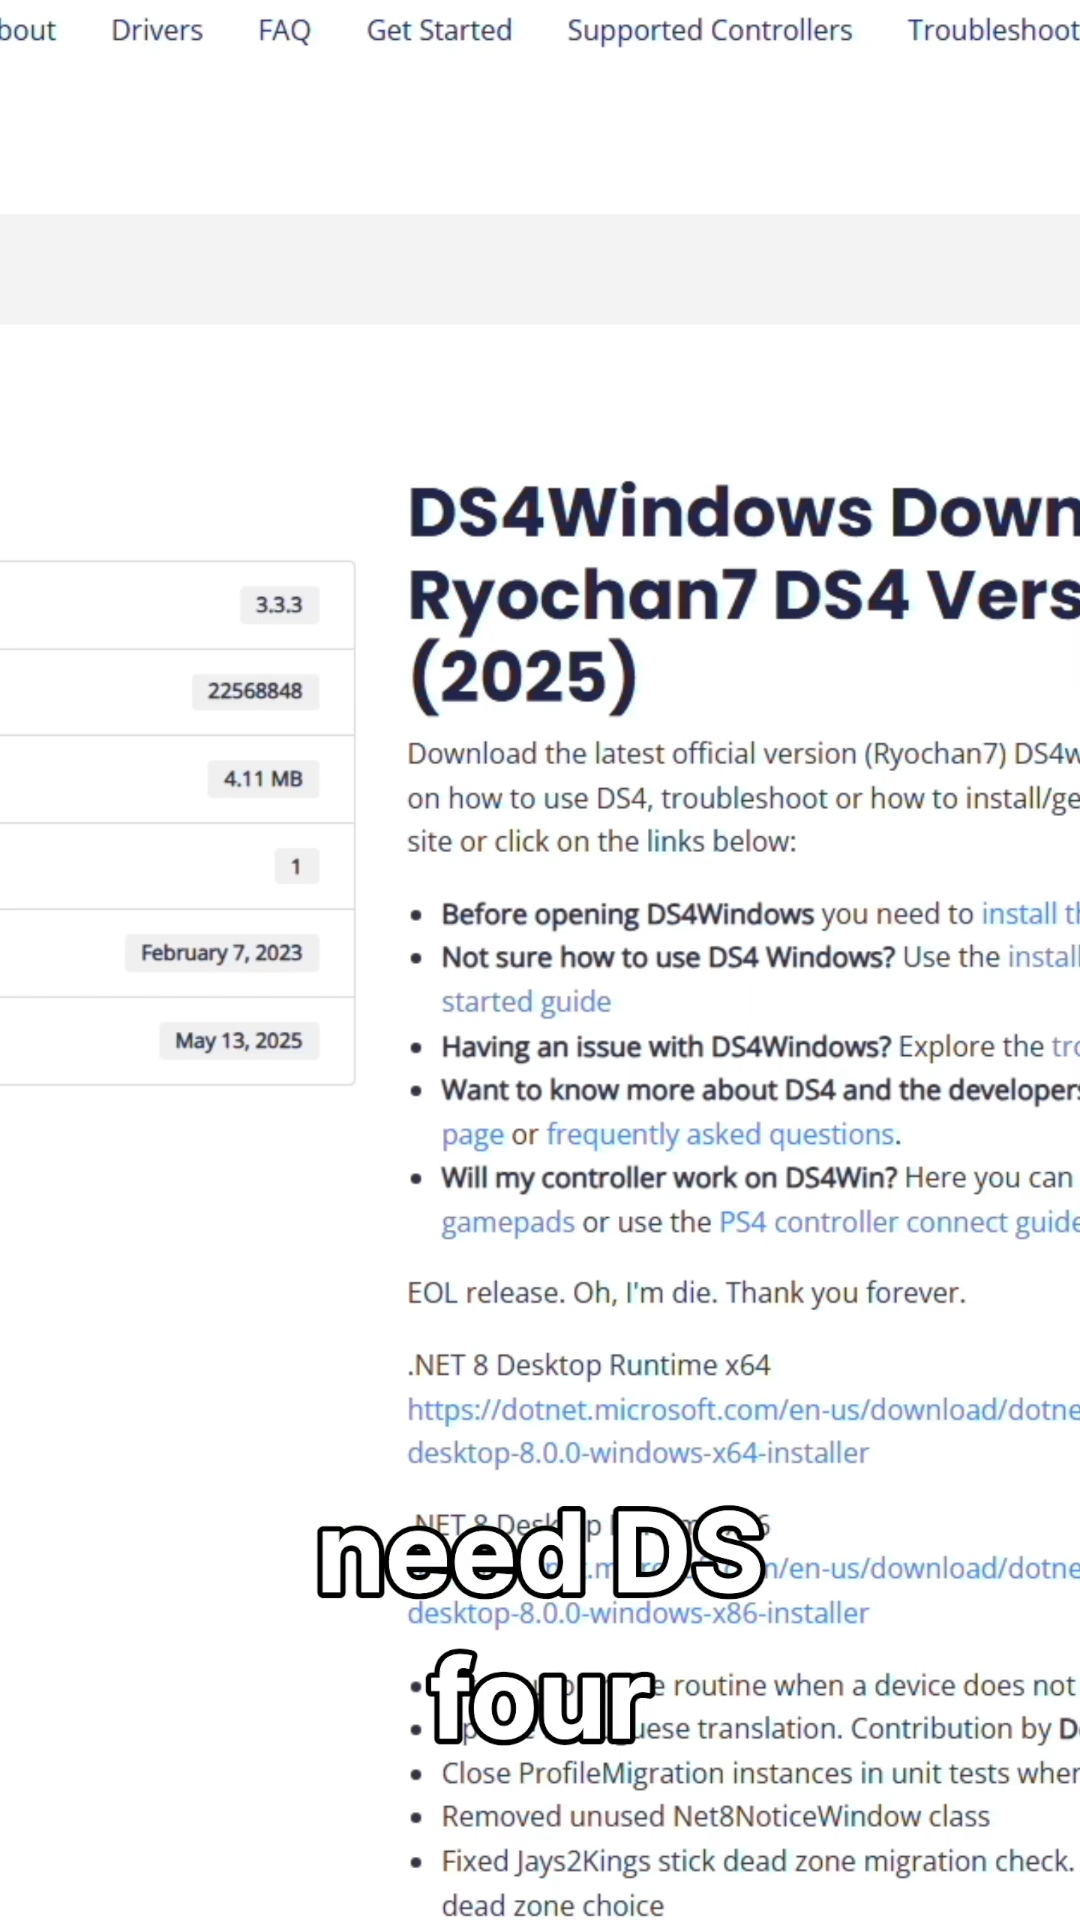 bout Drivers FAQ Get Started Supported Controllers Troubleshoot
3.3.3
22568848
4.11 MB
1
February 7, 2023
May 13, 2025
DS4Windows Down
Ryochan7 DS4 Vers
(2025)
Download the latest official version (Ryochan7) DS4w
on how to use DS4, troubleshoot or how to install/ge
site or click on the links below:
• Before opening DS4Windows you need to install th
• Not sure how to use DS4 Windows? Use the install
started guide
• Having an issue with DS4Windows? Explore the tro
• Want to know more about DS4 and the developers
page or frequently asked questions.
• Will my controller work on DS4Win? Here you can
gamepads or use the PS4 controller connect guide
EOL release. Oh, I'm die. Thank you forever.
.NET 8 Desktop Runtime x64
https://dotnet.microsoft.com/en-us/download/dotne
desktop-8.0.0-windows-x64-installer
.NET 8
need DS
m/en-us/download/dotne
desktop-8.0.0-windows-x86-installer
four
routine when a device does not
translation. Contribution by D
• Close ProfileMigration instances in unit tests when
• Removed unused Net8NoticeWindow class
• Fixed Jays2Kings stick dead zone migration check.
dead zone choice